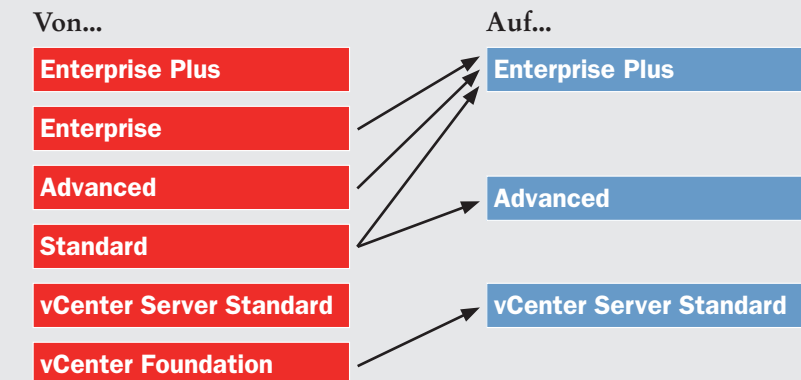 Von...
Auf...
Enterprise Plus
Enterprise Plus
Enterprise
Advanced
Advanced
Standard
vCenter Server Standard
vCenter Server Standard
vCenter Foundation